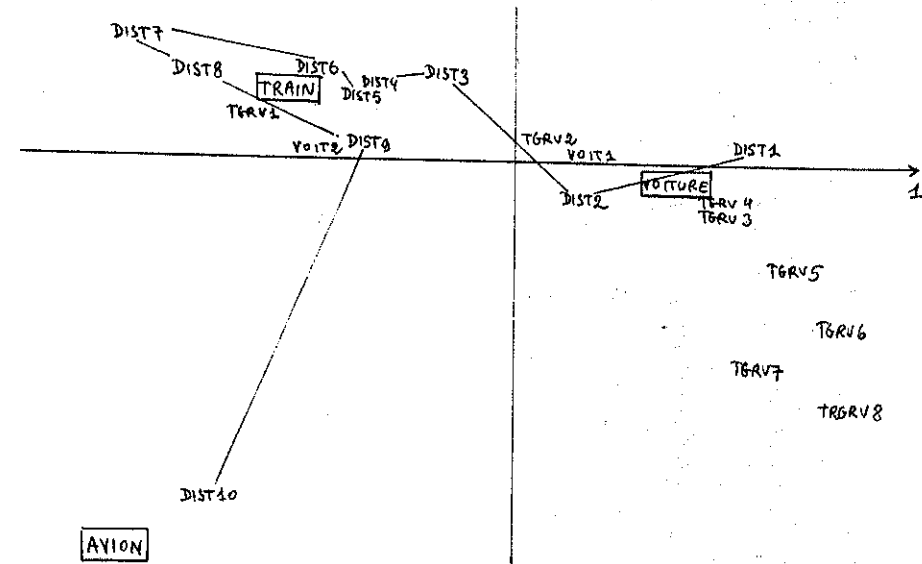 DIST7
DIST8
DIST6
DIST4
DIST3
TRAIN
DIST5
TGRV1
VOIT2 DIST9
TGRV2
VOIT1
DIST1
DIST2
VOITURE
1
TGRV4
TGRV3
TGRV5
TGRV6
TGRV7
TRGRV8
DIST10
AVION